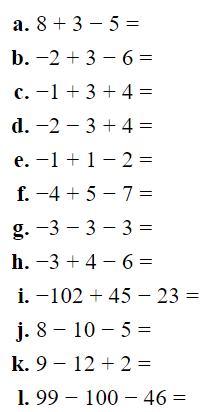 a. 8 + 3 − 5 =
b. −2 + 3 − 6 =
c. −1 + 3 + 4 =
d. −2 − 3 + 4 =
e. −1 + 1 − 2 =
f. −4 + 5 − 7 =
g. −3 − 3 − 3 =
h. −3 + 4 − 6 =
i. −102 + 45 − 23 =
j. 8 − 10 − 5 =
k. 9 − 12 + 2 =
l. 99 − 100 − 46 =